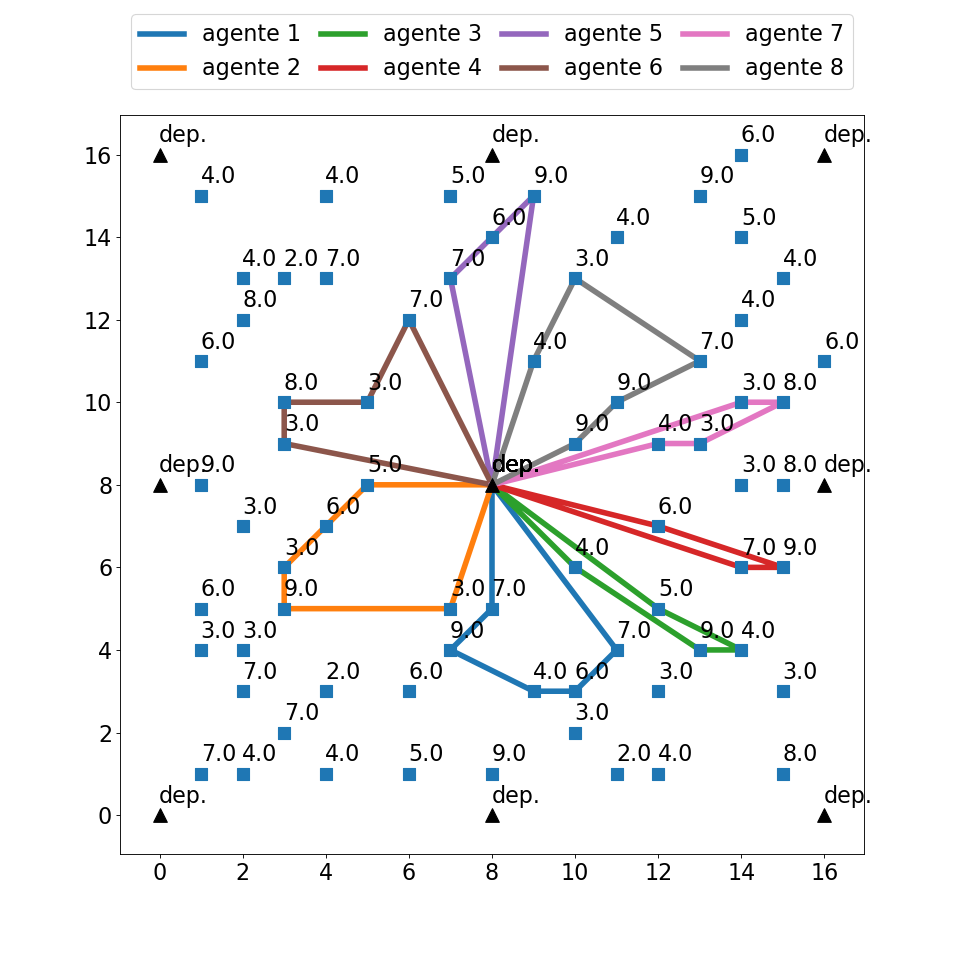 agente 1 agente 3 agente 5 agente 7
agente 2 agente 4 agente 6 agente 8
dep. dep. 6.0 dep.
16
4.0 4.0 5.0 9.0 9.0
6.0 4.0 5.0
14
4.0 2.0 7.0 7.0 3.0 4.0
8.0 7.0 4.0
12
6.0 4.0 7.0 6.0
8.0 3.0 9.0 3.0 8.0
10
3.0 9.0 4.0 3.0
dep. 9.0 5.0 dep. 3.0 8.0 dep.
8
3.0 6.0 6.0
3.0 4.0 7.0 9.0
6
6.0 9.0 3.0 7.0 5.0
3.0 3.0 9.0 7.0 9.0 4.0
4
7.0 2.0 6.0 4.0 6.0 3.0 3.0
7.0 3.0
2
7.0 4.0 4.0 5.0 9.0 2.0 4.0 8.0
dep. dep. dep.
0
0 2 4 6 8 10 12 14 16